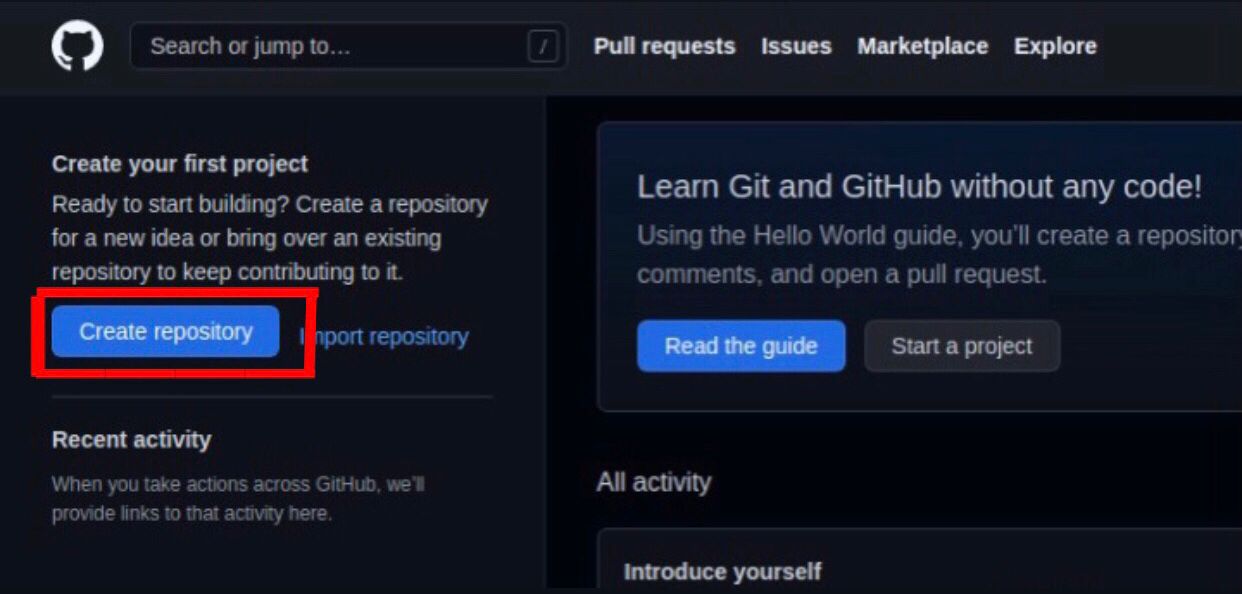 Search or jump to… /
Pull requests Issues Marketplace Explore
Create your first project
Ready to start building? Create a repository
for a new idea or bring over an existing
repository to keep contributing to it.
Create repository
Import repository
Recent activity
When you take actions across GitHub, we'll
provide links to that activity here.
Learn Git and GitHub without any code!
Using the Hello World guide, you'll create a repository
comments, and open a pull request.
Read the guide
Start a project
All activity
Introduce yourself